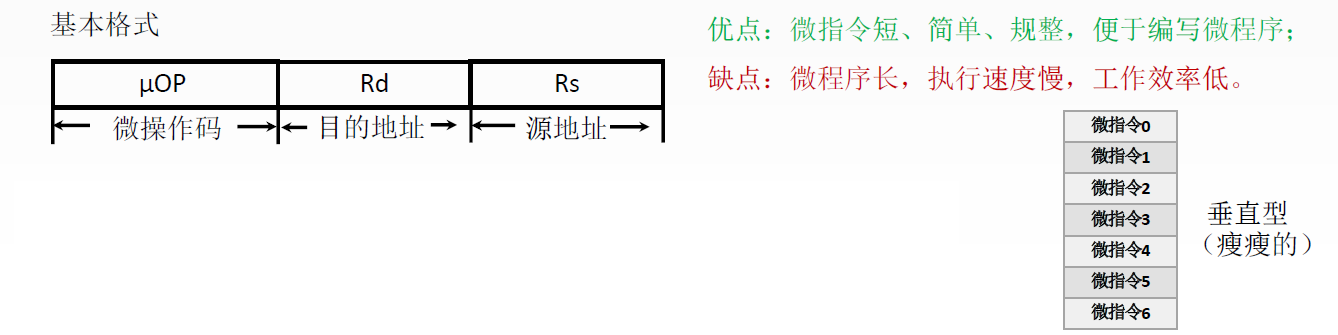 基本格式
μOP Rd Rs
微操作码 目的地址 源地址
优点：微指令短、简单、规整，便于编写微程序；
缺点：微程序长，执行速度慢，工作效率低。
微指令0
微指令1
微指令2
微指令3
微指令4
微指令5
微指令6
垂直型
（瘦瘦的）